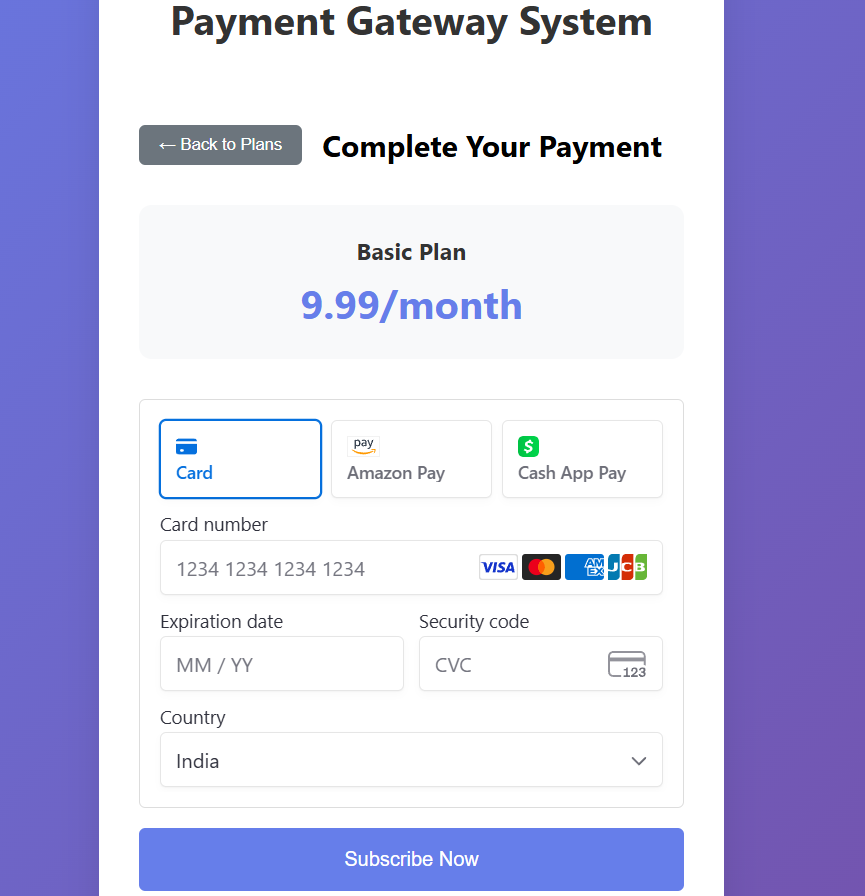 Payment Gateway System
← Back to Plans
Complete Your Payment
Basic Plan
9.99/month
Card
pay
Amazon Pay
$
Cash App Pay
Card number
1234 1234 1234 1234
VISA
AMEX
JCB
Expiration date
Security code
MM / YY
CVC
123
Country
India
Subscribe Now